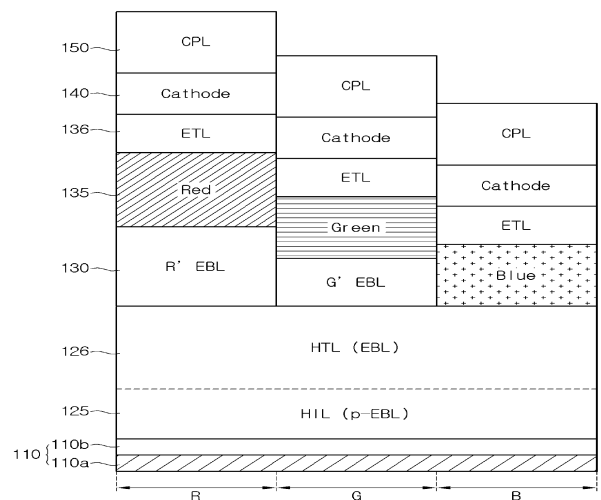 150
CPL
140
Cathode
136
ETL
135
Red
130
R' EBL
CPL
Cathode
ETL
Green
G' EBL
CPL
Cathode
ETL
Blue
126
HTL (EBL)
125
HIL (p-EBL)
110
110b
110a
R
G
B